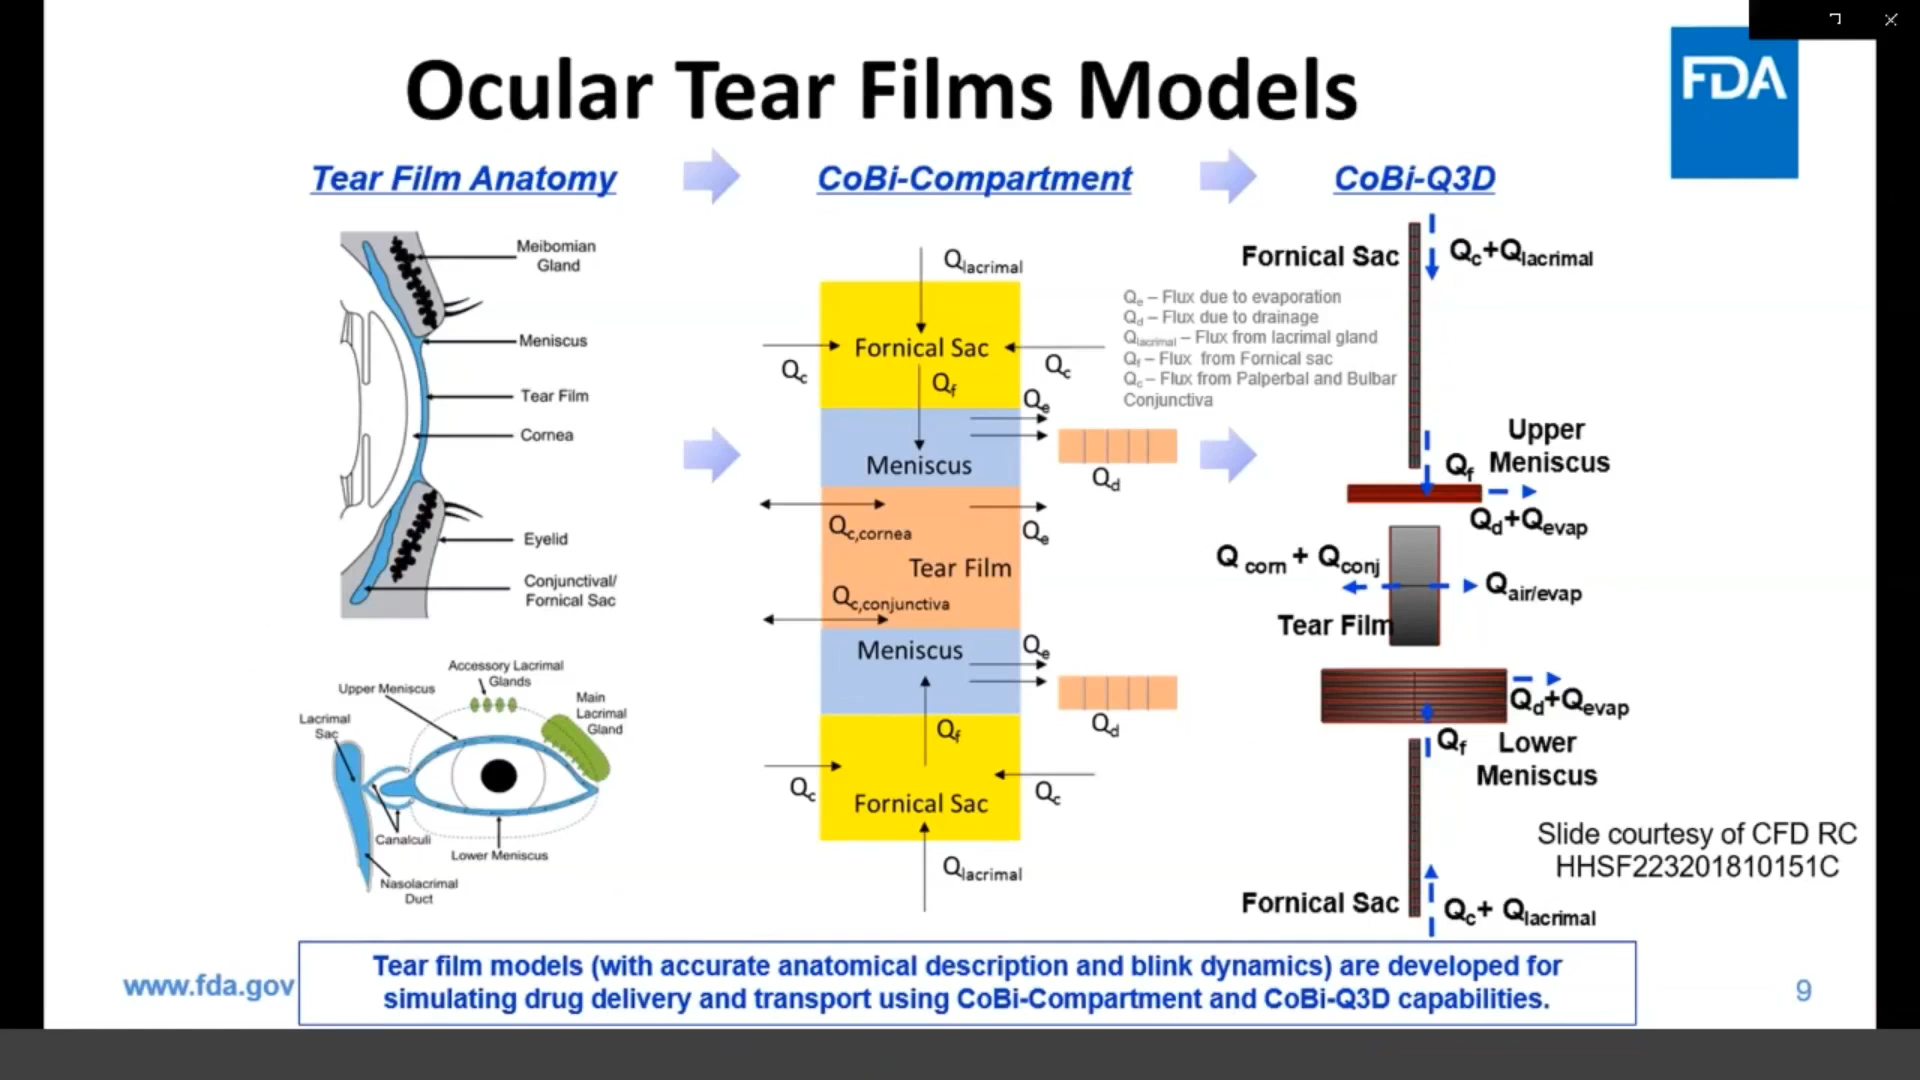 Ocular Tear Films Models
FDA
Tear Film Anatomy
CoBi-Compartment
CoBi-Q3D
Meibomian
Gland
Meniscus
Tear Film
Cornea
Eyelid
Conjunctival/
Fornical Sac
Accessory Lacrimal
Glands
Upper Meniscus
Main
Lacrimal
Gland
Lacrimal
Sac
Canalculi
Lower Meniscus
Nasolacrimal
Duct
Qlacrimal
Fornical Sac
Qc
Qc
Qf
Qe
Meniscus
Qd
Qc,cornea
Qe
Tear Film
Qc,conjunctiva
Meniscus
Qe
Qd
Qf
Qc
Qc
Fornical Sac
Qlacrimal
Qe – Flux due to evaporation
Qd – Flux due to drainage
Qlacrimal – Flux from lacrimal gland
Qf – Flux from Fornical sac
Qc – Flux from Palperbal and Bulbar
Conjunctiva
Fornical Sac
Qc+Qlacrimal
Upper
Meniscus
Qf
Qd+Qevap
Q corn + Qconj
Qair/evap
Tear Film
Qd+Qevap
Qf
Lower
Meniscus
Fornical Sac
Qc+ Qlacrimal
Slide courtesy of CFD RC
HHSF223201810151C
Tear film models (with accurate anatomical description and blink dynamics) are developed for
simulating drug delivery and transport using CoBi-Compartment and CoBi-Q3D capabilities.
www.fda.gov
9